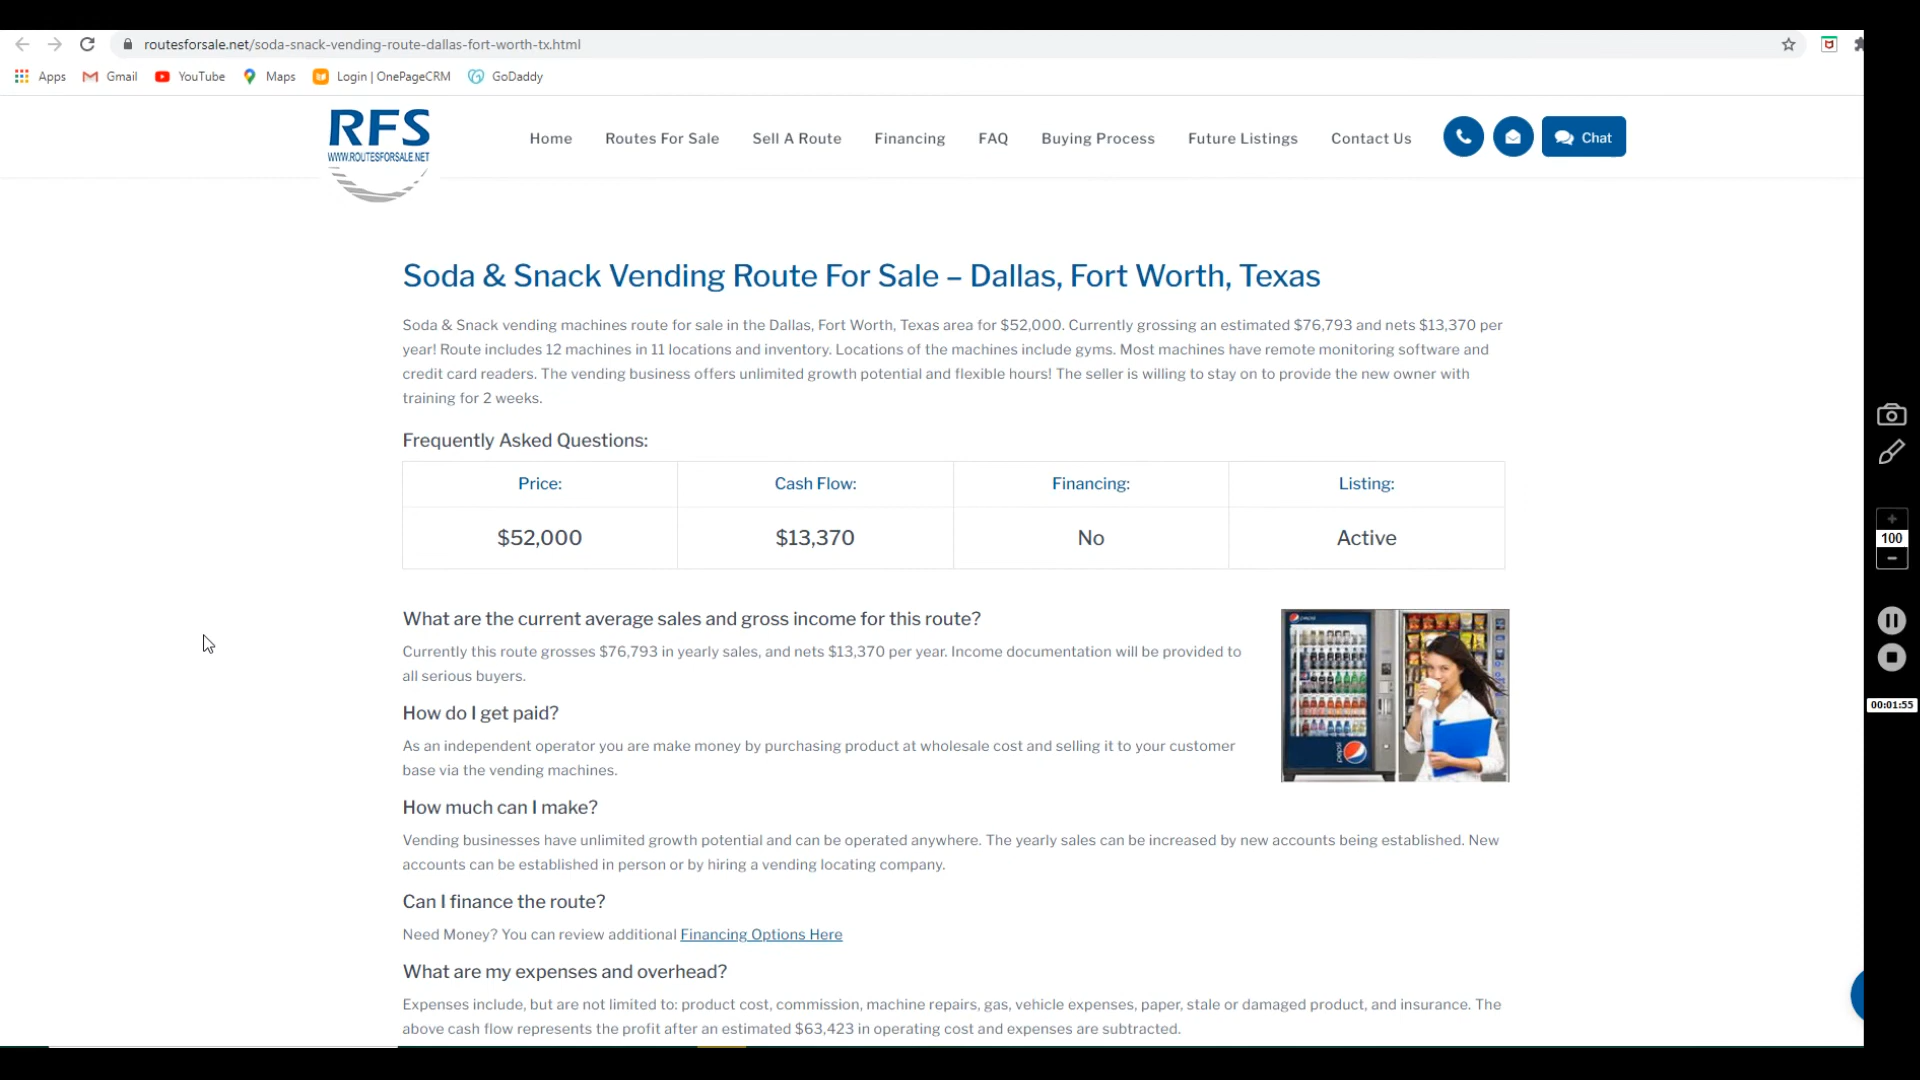 routesforsale.net/soda-snack-vending-route-dallas-fort-worth-tx.html
Apps Gmail YouTube Maps Login | OnePageCRM GoDaddy
RFS
WWW.ROUTESFORSALE.NET
Home Routes For Sale Sell A Route Financing FAQ Buying Process Future Listings Contact Us Chat
Soda & Snack Vending Route For Sale – Dallas, Fort Worth, Texas
Soda & Snack vending machines route for sale in the Dallas, Fort Worth, Texas area for $52,000. Currently grossing an estimated $76,793 and nets $13,370 per
year! Route includes 12 machines in 11 locations and inventory. Locations of the machines include gyms. Most machines have remote monitoring software and
credit card readers. The vending business offers unlimited growth potential and flexible hours! The seller is willing to stay on to provide the new owner with
training for 2 weeks.
Frequently Asked Questions:
Price: Cash Flow: Financing: Listing:
$52,000 $13,370 No Active
What are the current average sales and gross income for this route?
Currently this route grosses $76,793 in yearly sales, and nets $13,370 per year. Income documentation will be provided to
all serious buyers.
How do I get paid?
As an independent operator you are make money by purchasing product at wholesale cost and selling it to your customer
base via the vending machines.
pepsi
How much can I make?
Vending businesses have unlimited growth potential and can be operated anywhere. The yearly sales can be increased by new accounts being established. New
accounts can be established in person or by hiring a vending locating company.
Can I finance the route?
Need Money? You can review additional Financing Options Here
What are my expenses and overhead?
Expenses include, but are not limited to: product cost, commission, machine repairs, gas, vehicle expenses, paper, stale or damaged product, and insurance. The
above cash flow represents the profit after an estimated $63,423 in operating cost and expenses are subtracted.
100
00:01:55